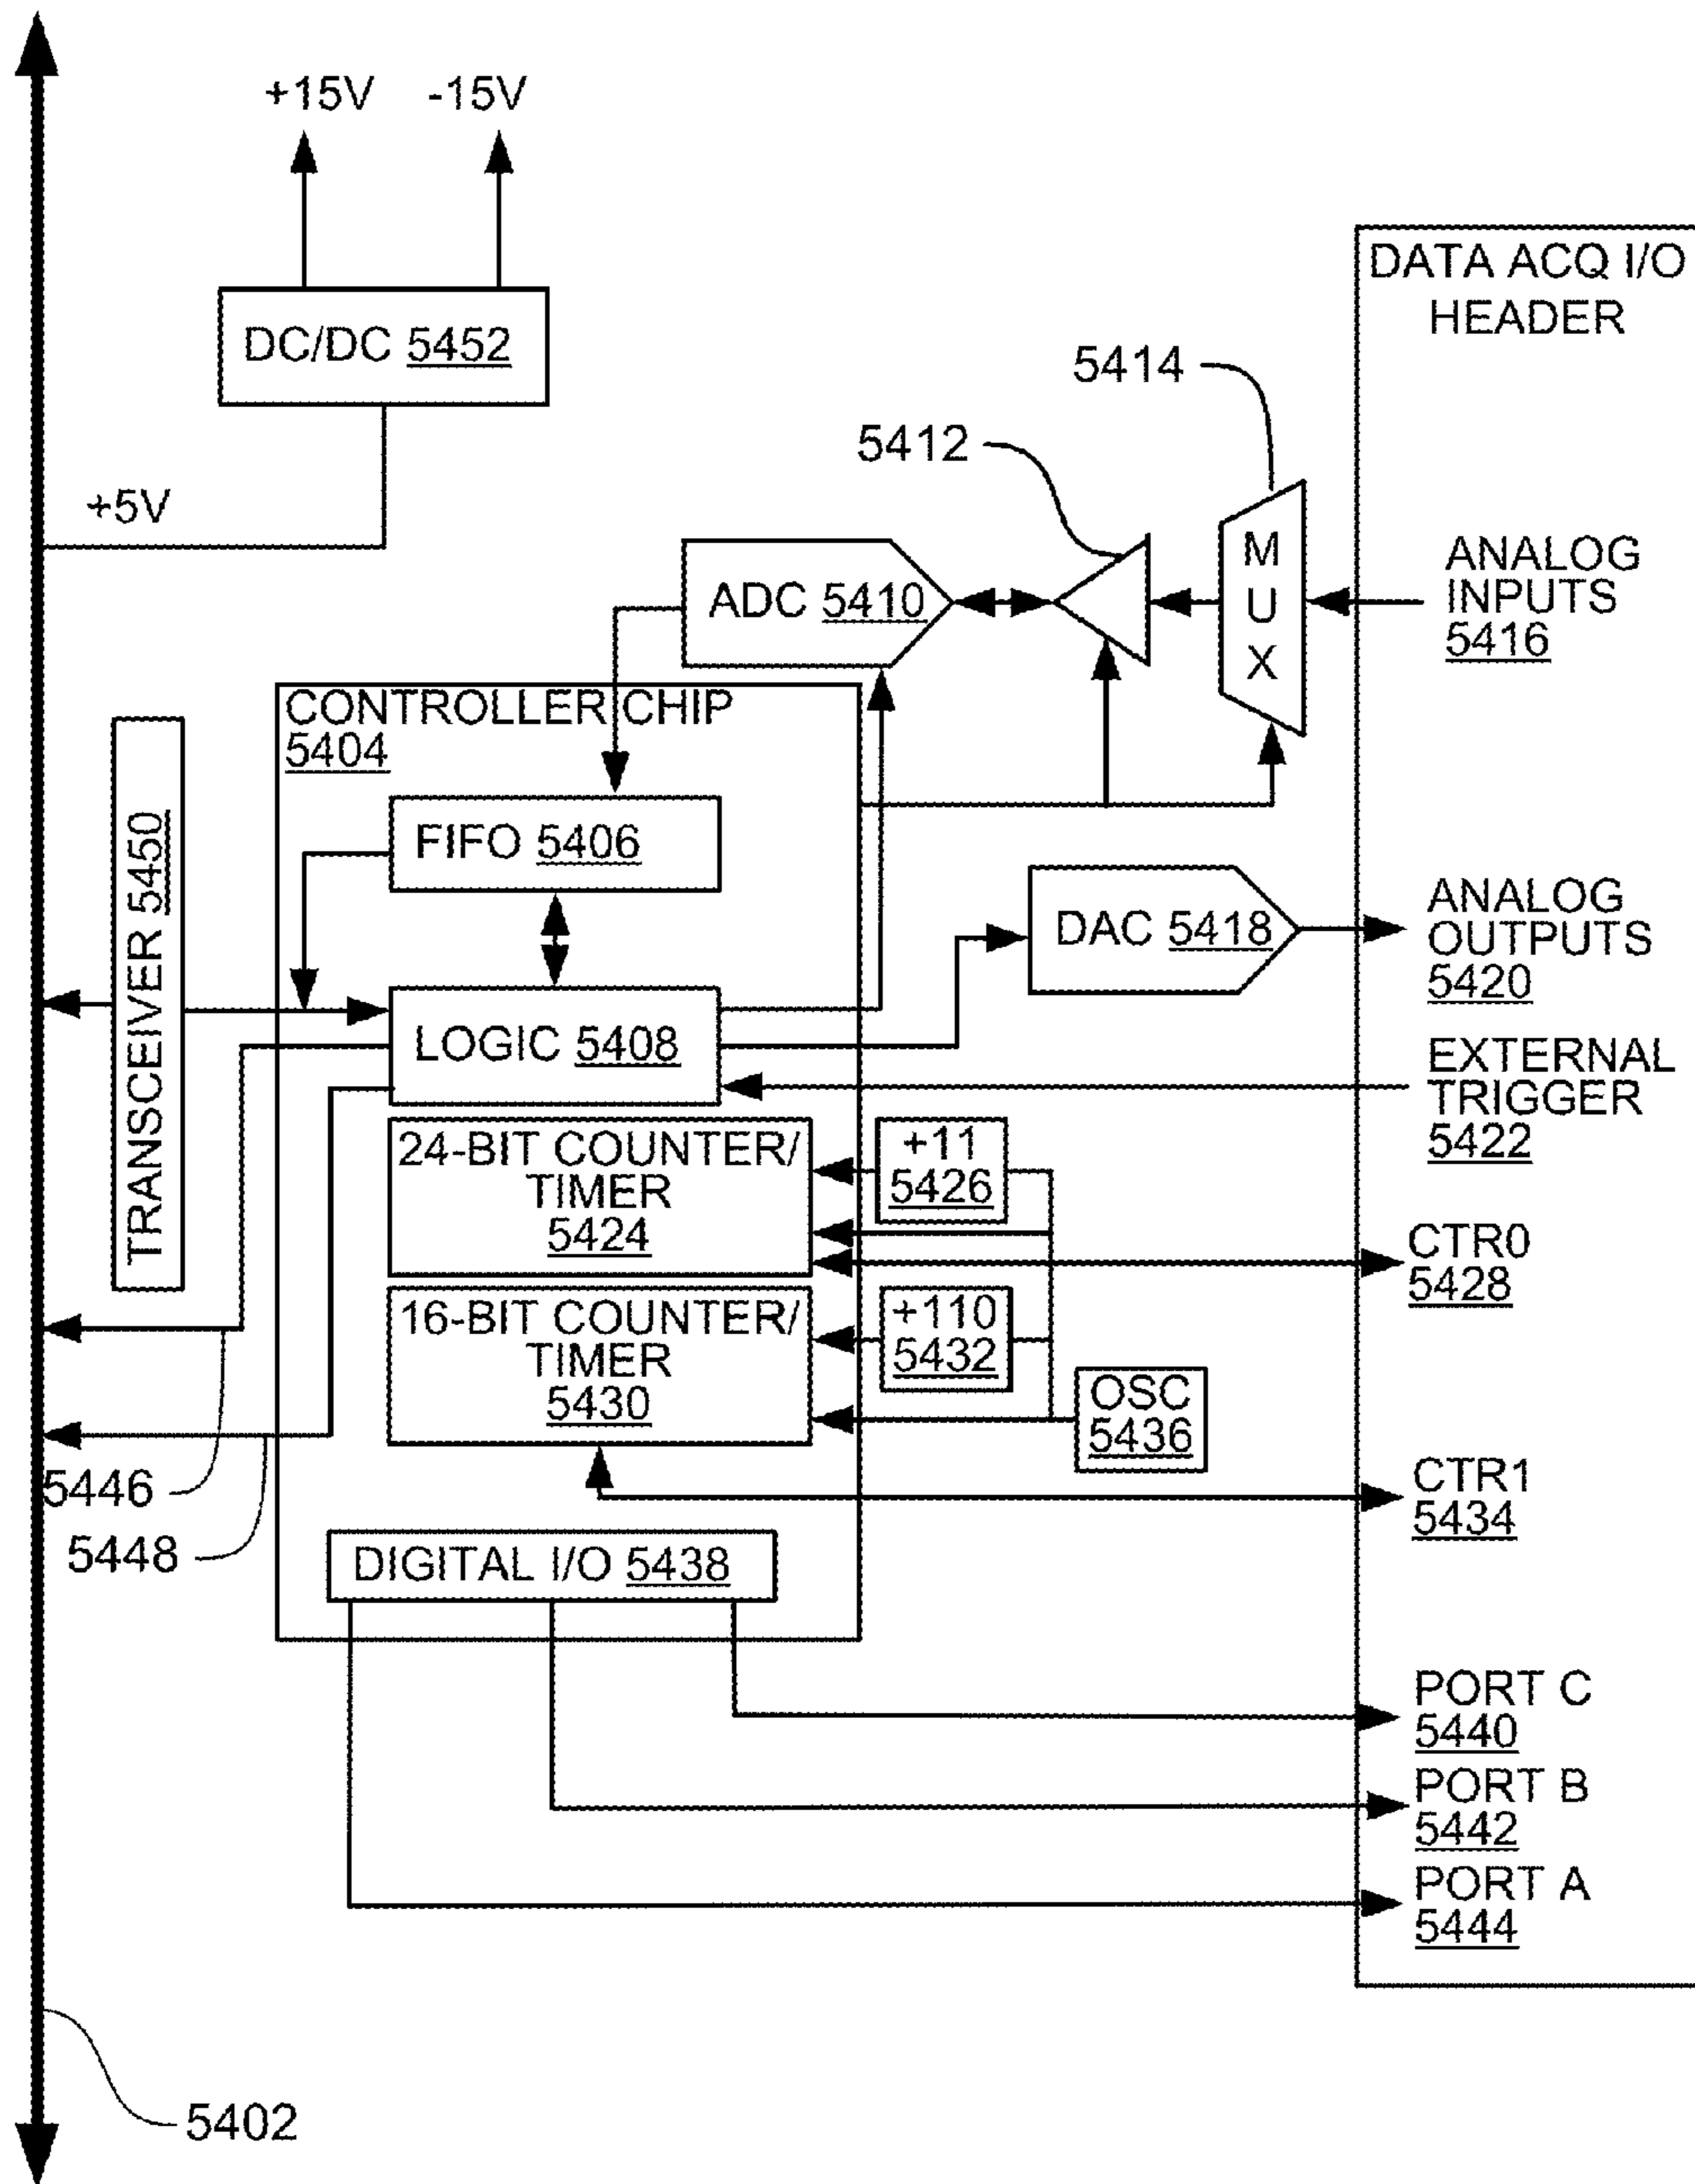 +15V -15V
DC/DC 5452
+5V
DATA ACQ I/O
HEADER
5414
5412
MUX
ADC 5410
ANALOG
INPUTS
5416
CONTROLLER CHIP
5404
TRANSCEIVER 5450
FIFO 5406
DAC 5418
ANALOG
OUTPUTS
5420
LOGIC 5408
EXTERNAL
TRIGGER
5422
24-BIT COUNTER/
TIMER
5424
+11
5426
CTR0
5428
16-BIT COUNTER/
TIMER
5430
+110
5432
OSC
5436
5446
5448
CTR1
5434
DIGITAL I/O 5438
PORT C
5440
PORT B
5442
PORT A
5444
5402